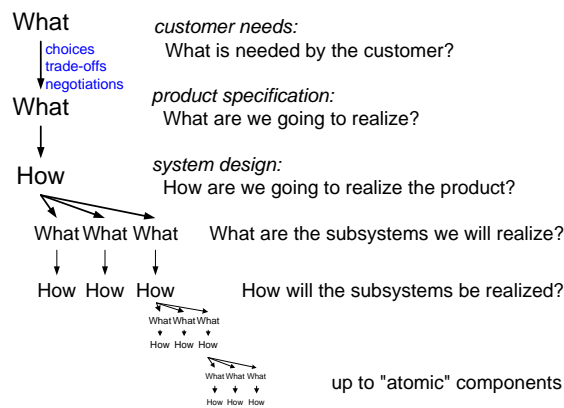 What
customer needs:
What is needed by the customer?
choices
trade-offs
negotiations
What
product specification:
What are we going to realize?
How
system design:
How are we going to realize the product?
What What What
What are the subsystems we will realize?
How How How
How will the subsystems be realized?
What What What
How How How
What What What
up to "atomic" components
How How How